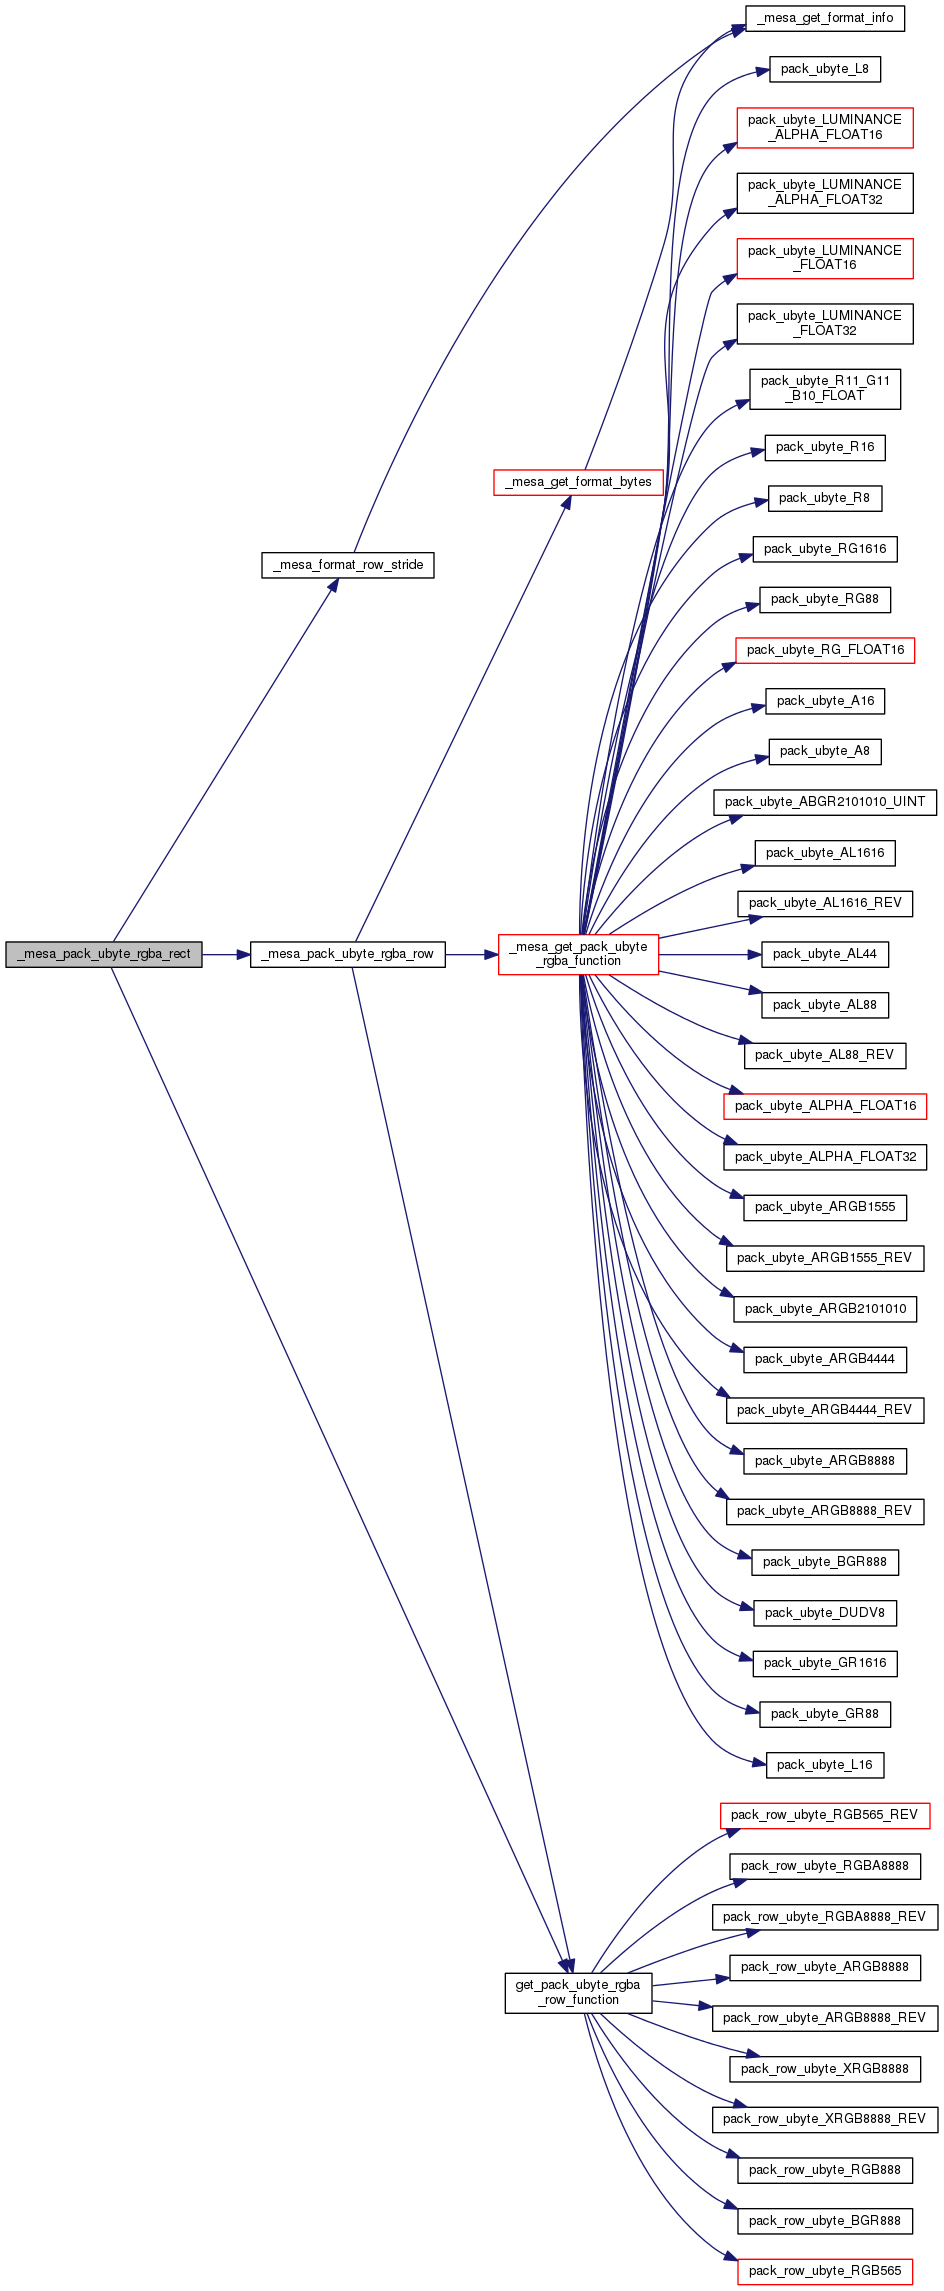 _mesa_get_format_info
pack_ubyte_L8
pack_ubyte_LUMINANCE
_ALPHA_FLOAT16
pack_ubyte_LUMINANCE
_ALPHA_FLOAT32
pack_ubyte_LUMINANCE
_FLOAT16
pack_ubyte_LUMINANCE
_FLOAT32
pack_ubyte_R11_G11
_B10_FLOAT
pack_ubyte_R16
_mesa_get_format_bytes
pack_ubyte_R8
pack_ubyte_RG1616
_mesa_format_row_stride
pack_ubyte_RG88
pack_ubyte_RG_FLOAT16
pack_ubyte_A16
pack_ubyte_A8
pack_ubyte_ABGR2101010_UINT
pack_ubyte_AL1616
pack_ubyte_AL1616_REV
_mesa_pack_ubyte_rgba_rect
_mesa_pack_ubyte_rgba_row
_mesa_get_pack_ubyte
_rgba_function
pack_ubyte_AL44
pack_ubyte_AL88
pack_ubyte_AL88_REV
pack_ubyte_ALPHA_FLOAT16
pack_ubyte_ALPHA_FLOAT32
pack_ubyte_ARGB1555
pack_ubyte_ARGB1555_REV
pack_ubyte_ARGB2101010
pack_ubyte_ARGB4444
pack_ubyte_ARGB4444_REV
pack_ubyte_ARGB8888
pack_ubyte_ARGB8888_REV
pack_ubyte_BGR888
pack_ubyte_DUDV8
pack_ubyte_GR1616
pack_ubyte_GR88
pack_ubyte_L16
pack_row_ubyte_RGB565_REV
pack_row_ubyte_RGBA8888
pack_row_ubyte_RGBA8888_REV
pack_row_ubyte_ARGB8888
get_pack_ubyte_rgba
_row_function
pack_row_ubyte_ARGB8888_REV
pack_row_ubyte_XRGB8888
pack_row_ubyte_XRGB8888_REV
pack_row_ubyte_RGB888
pack_row_ubyte_BGR888
pack_row_ubyte_RGB565